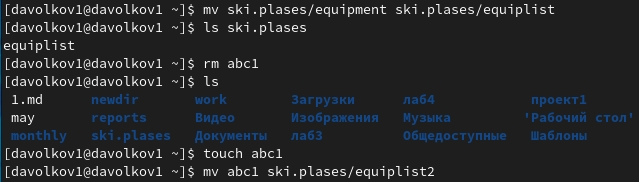 [davolkov1@davolkov1 ~]$ mv ski.plases/equipment ski.plases/equiplist
[davolkov1@davolkov1 ~]$ ls ski.plases
equiplist
[davolkov1@davolkov1 ~]$ rm abc1
[davolkov1@davolkov1 ~]$ ls
1.md newdir work Загрузки лаб4 проект1
may reports Видео Изображения Музыка 'Рабочий стол'
monthly ski.plases Документы лаб3 Общедоступные Шаблоны
[davolkov1@davolkov1 ~]$ touch abc1
[davolkov1@davolkov1 ~]$ mv abc1 ski.plases/equiplist2